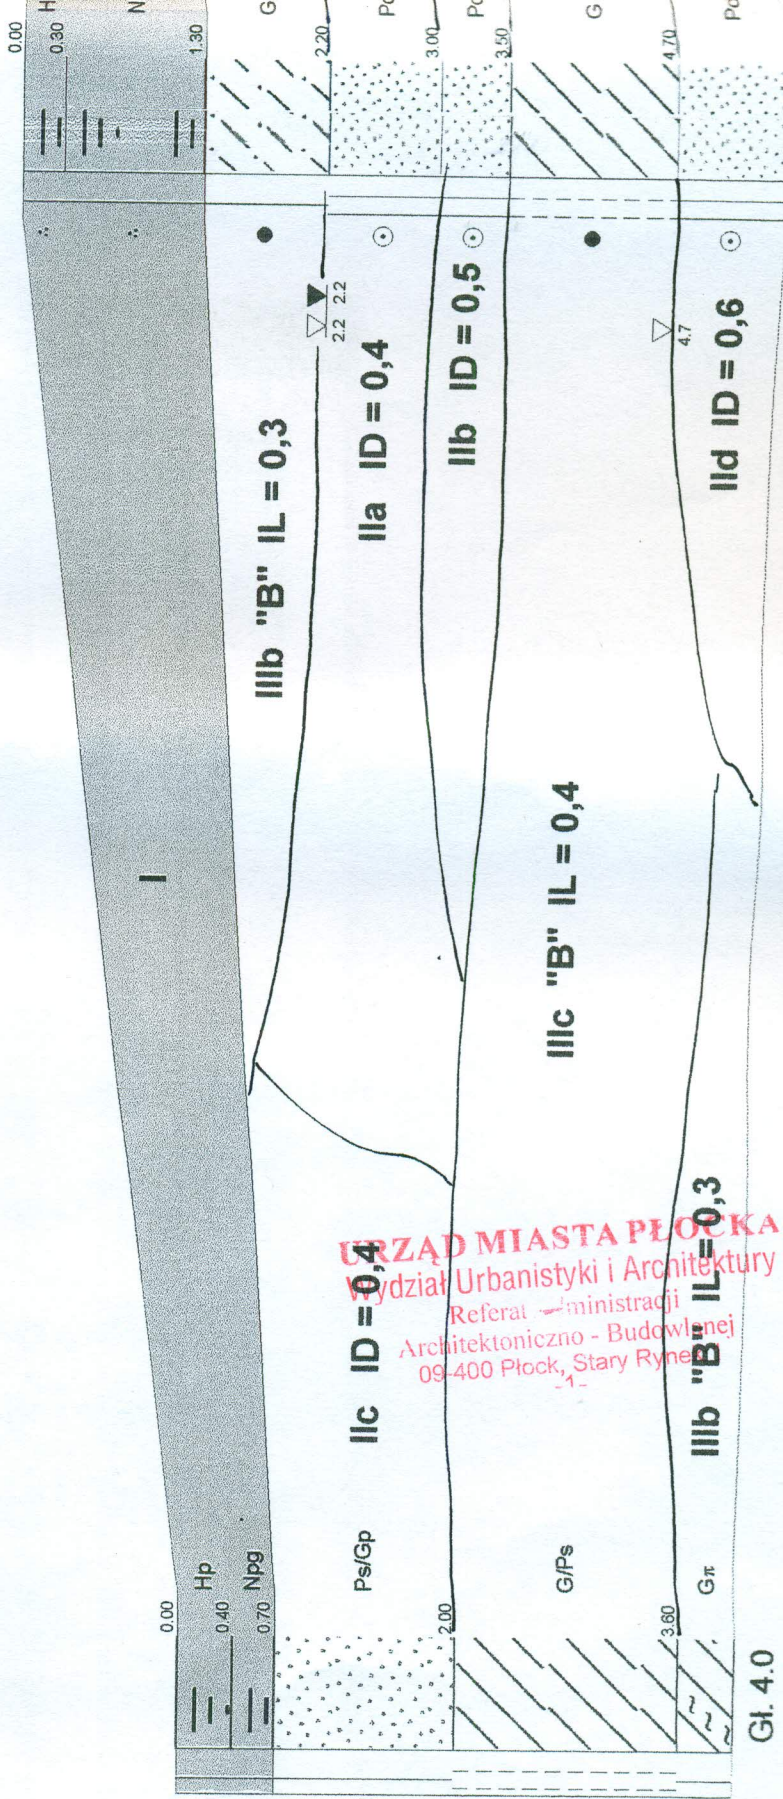 0.00
H
0.30
N
1.30
G
2.20
3.00
3.50
G
4.70
2.2 2.2
4.7
I
IIIb "B" IL = 0,3
IIa ID = 0,4
IIb ID = 0,5
IIIc "B" IL = 0,4
IId ID = 0,6
IIc ID = 0,4
IIIb "B" IL = 0,3
0.00
Hp
0.40
Npg
0.70
Ps/Gp
2.00
G/Ps
3.60
Gπ
Gł. 4.0
URZĄD MIASTA PŁOCKA
Wydział Urbanistyki i Architektury
Referat
Architektoniczno - Budowlanej
09-400 Płock, Stary Rynek
-1-